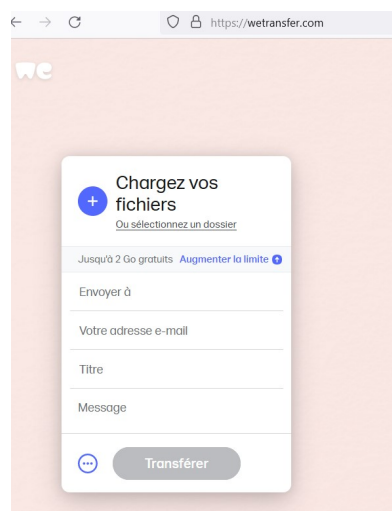 https://wetransfer.com
we
Chargez vos
fichiers
Ou sélectionnez un dossier
Jusqu'à 2 Go gratuits Augmenter la limite
Envoyer à
Votre adresse e-mail
Titre
Message
Transférer